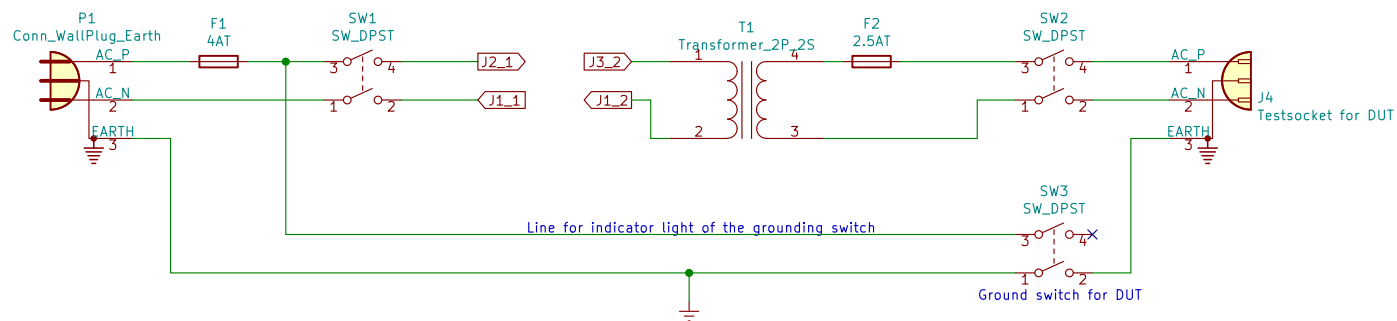 P1
Conn_WallPlug_Earth
AC_P
1
AC_N
2
EARTH
3
F1
4AT
SW1
SW_DPST
3
4
1
2
J2_1
J1_1
J3_2
J1_2
T1
Transformer_2P_2S
1
4
2
3
F2
2.5AT
SW2
SW_DPST
3
4
1
2
AC_P
1
AC_N
2
EARTH
3
J4
Testsocket for DUT
Line for indicator light of the grounding switch
SW3
SW_DPST
3
4
1
2
Ground switch for DUT